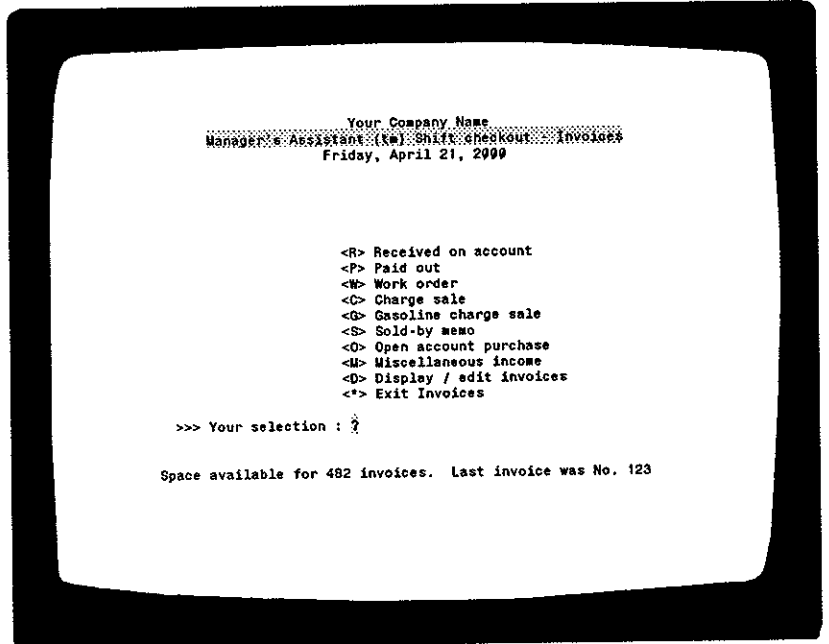 Your Company Name
Manager's Assistant (tm) Shift checkout - Invoices
Friday, April 21, 2000
<R> Received on account
<P> Paid out
<W> Work order
<C> Charge sale
<G> Gasoline charge sale
<S> Sold-by memo
<O> Open account purchase
<M> Miscellaneous income
<D> Display / edit invoices
<*> Exit Invoices
>>> Your selection : ?
Space available for 482 invoices. Last invoice was No. 123